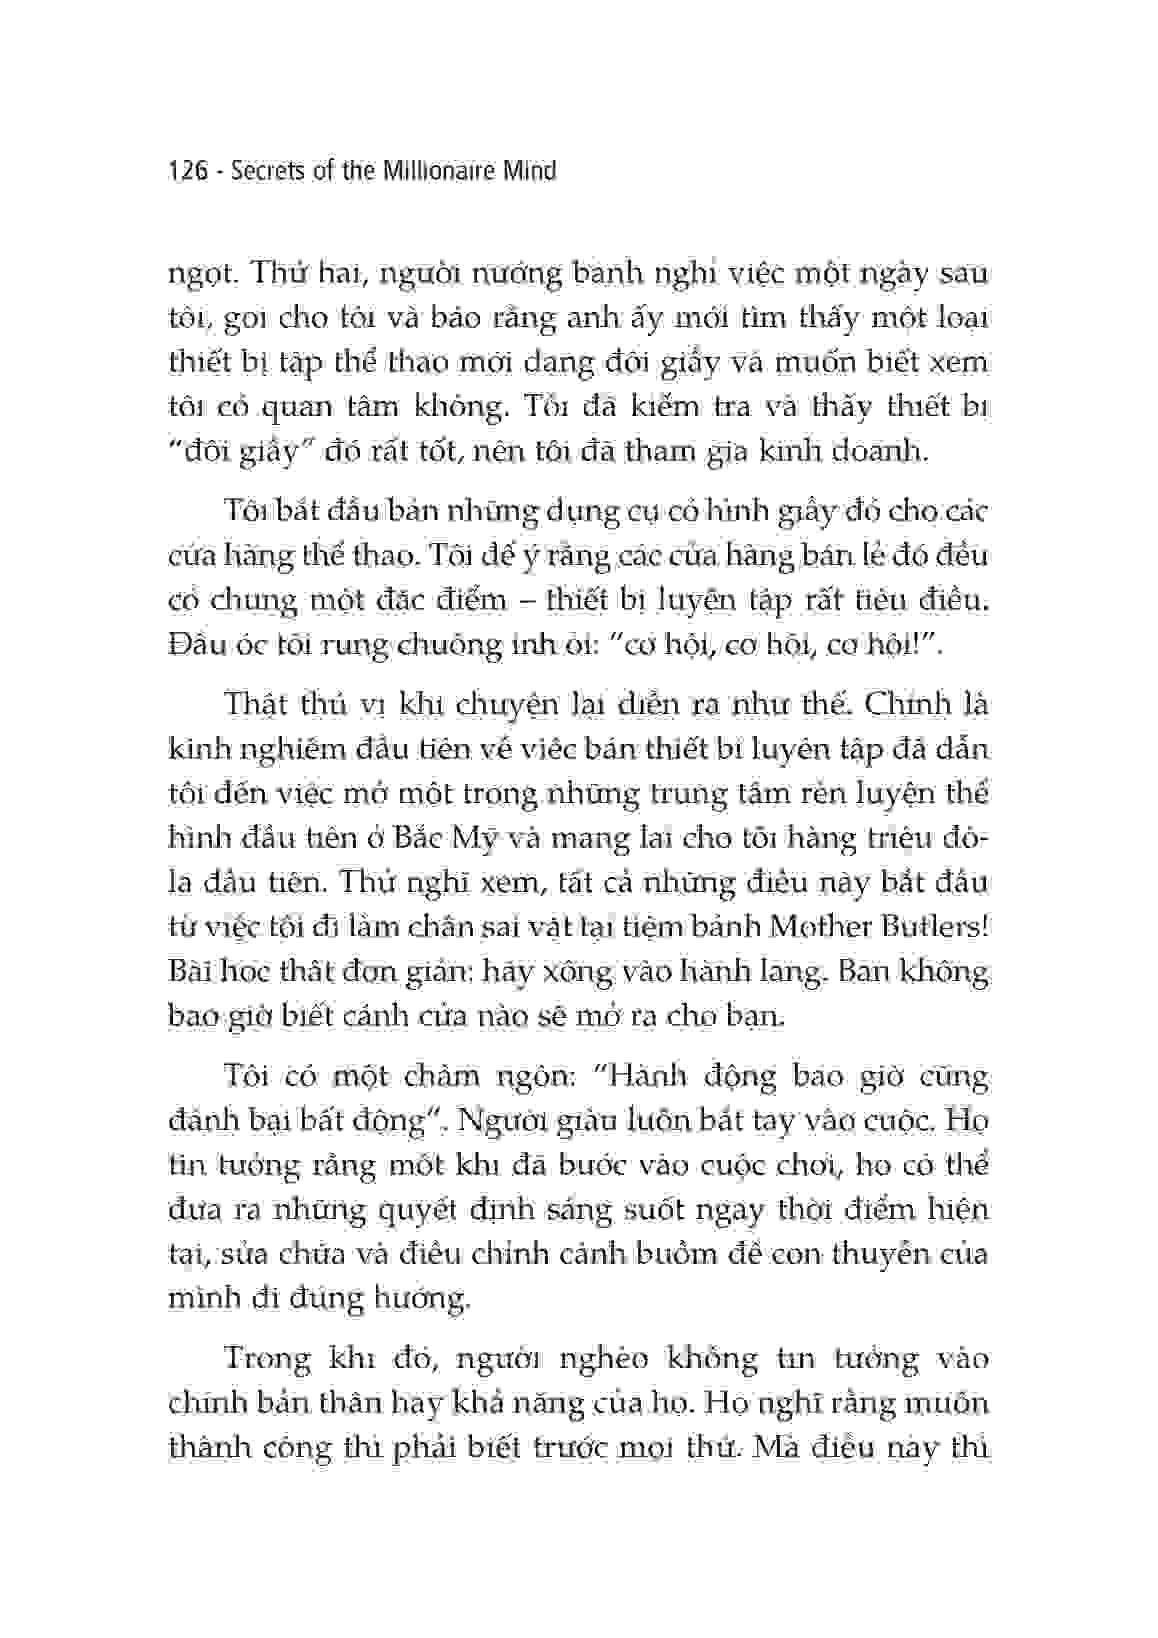 126 - Secrets of the Millionaire Mind
ngọt. Thứ hai, người nướng bánh nghỉ việc một ngày sau
tôi, gọi cho tôi và bảo rằng anh ấy mới tìm thấy một loại
thiết bị tập thể thao mới dạng đôi giầy và muốn biết xem
tôi có quan tâm không. Tôi đã kiểm tra và thấy thiết bị
“đôi giầy” đó rất tốt, nên tôi đã tham gia kinh doanh.
Tôi bắt đầu bán những dụng cụ có hình giầy đó cho các
cửa hàng thể thao. Tôi để ý rằng các cửa hàng bán lẻ đó đều
có chung một đặc điểm – thiết bị luyện tập rất tiêu điều.
Đầu óc tôi rung chuông inh ỏi: “cơ hội, cơ hội, cơ hội!”.
Thật thú vị khi chuyện lại diễn ra như thế. Chính là
kinh nghiệm đầu tiên về việc bán thiết bị luyện tập đã dẫn
tôi đến việc mở một trong những trung tâm rèn luyện thể
hình đầu tiên ở Bắc Mỹ và mang lại cho tôi hàng triệu đô-
la đầu tiên. Thử nghĩ xem, tất cả những điều này bắt đầu
từ việc tôi đi làm chân sai vặt tại tiệm bánh Mother Butlers!
Bài học thật đơn giản: hãy xông vào hành lang. Bạn không
bao giờ biết cánh cửa nào sẽ mở ra cho bạn.
Tôi có một châm ngôn: “Hành động bao giờ cũng
đánh bại bất động”. Người giàu luôn bắt tay vào cuộc. Họ
tin tưởng rằng một khi đã bước vào cuộc chơi, họ có thể
đưa ra những quyết định sáng suốt ngay thời điểm hiện
tại, sửa chữa và điều chỉnh cánh buồm để con thuyền của
mình đi đúng hướng.
Trong khi đó, người nghèo không tin tưởng vào
chính bản thân hay khả năng của họ. Họ nghĩ rằng muốn
thành công thì phải biết trước mọi thứ. Mà điều này thì